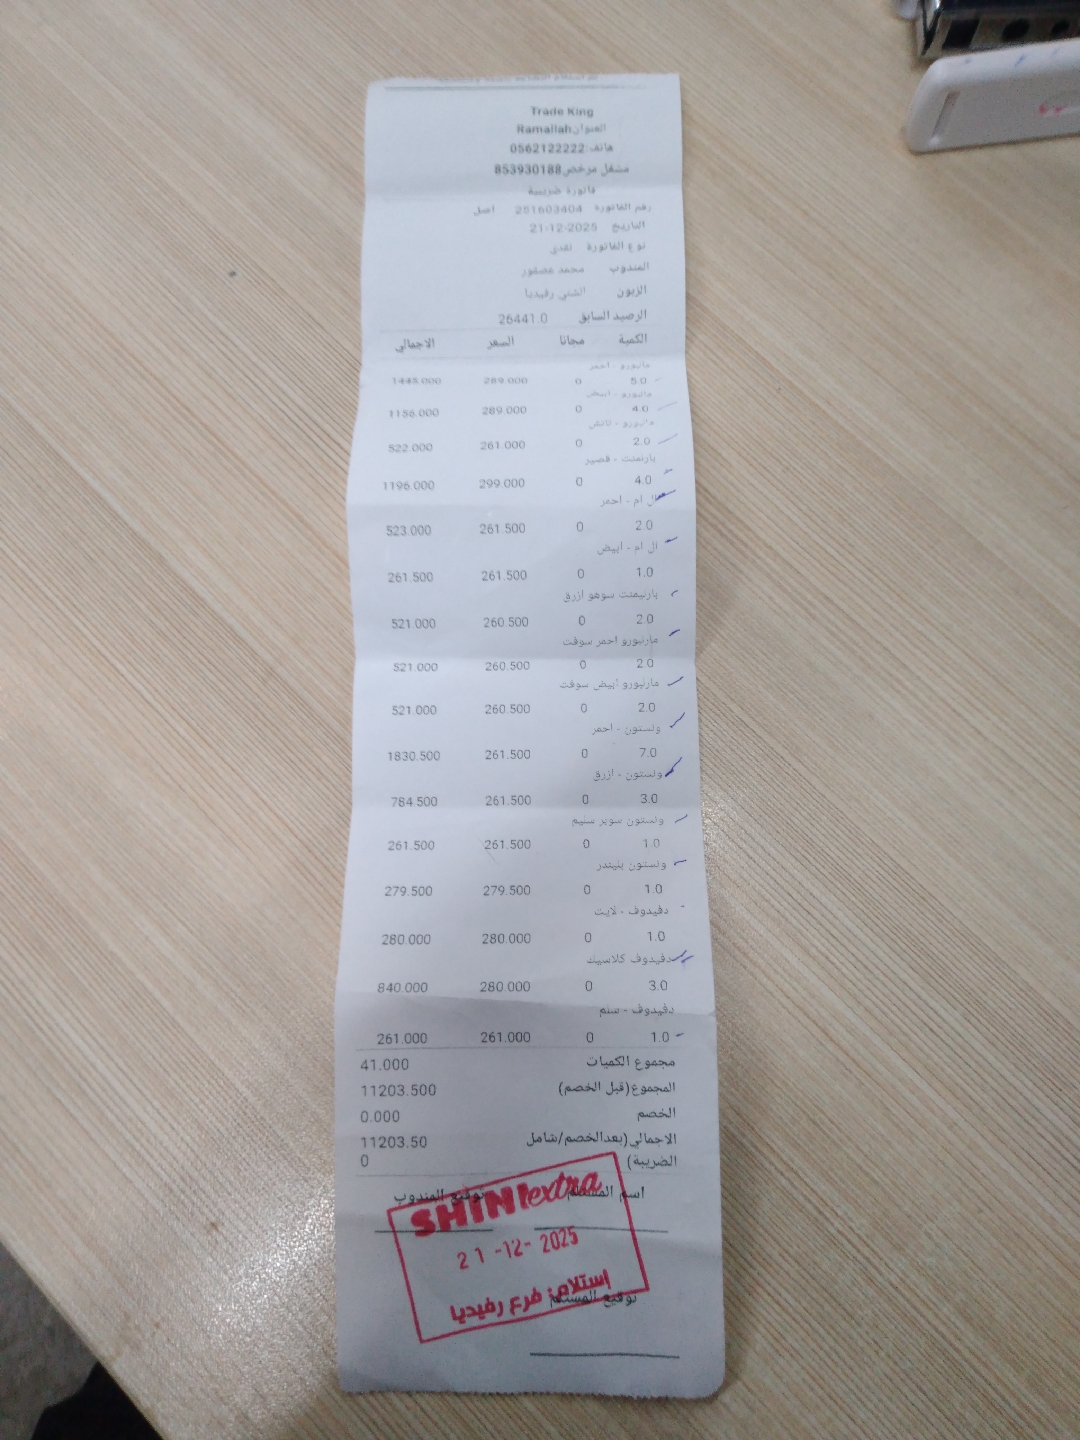 Trade King
العنوان:Ramallah
هاتف:0562122222
مشغل مرخص853930188
فاتورة ضريبية
رقم الفاتورة 251603404 اصل
التاريخ 21-12-2025
نوع الفاتورة نقدي
المندوب محمد عصفور
الزبون الشني رفيديا
الرصيد السابق 26441.0
الكمية مجانا السعر الاجمالي
مالبورو - احمر
5.0 0 289.000 1445.000
مالبورو - ابيض
4.0 0 289.000 1156.000
مالبورو - تاتش
2.0 0 261.000 522.000
بارليمنت - قصير
4.0 0 299.000 1196.000
ال ام - احمر
2.0 0 261.500 523.000
ال ام - ابيض
1.0 0 261.500 261.500
بارليمنت سوهو ازرق
2.0 0 260.500 521.000
مارلبورو احمر سوفت
2.0 0 260.500 521.000
مارلبورو ابيض سوفت
2.0 0 260.500 521.000
ونستون - احمر
7.0 0 261.500 1830.500
ونستون - ازرق
3.0 0 261.500 784.500
ونستون سوبر سليم
1.0 0 261.500 261.500
ونستون بليندر
1.0 0 279.500 279.500
دفيدوف - لايت
1.0 0 280.000 280.000
دفيدوف كلاسيك
3.0 0 280.000 840.000
دفيدوف - سلم
1.0 0 261.000 261.000
مجموع الكميات 41.000
المجموع(قبل الخصم) 11203.500
الخصم 0.000
الاجمالي(بعدالخصم/شامل 11203.50
الضريبة) 0
اسم المستلم توقيع المندوب
SHINI extra
21-12-2025
إستلام: فرع رفيديا
توقيع المستلم